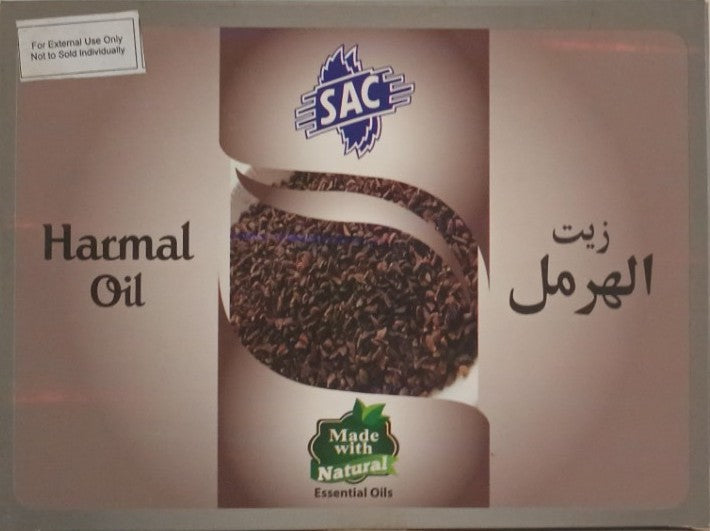 For External Use Only
Not to Sold Individually
SAC
Harmal
Oil
زيت
الهرمل
Made
with
Natural
Essential Oils